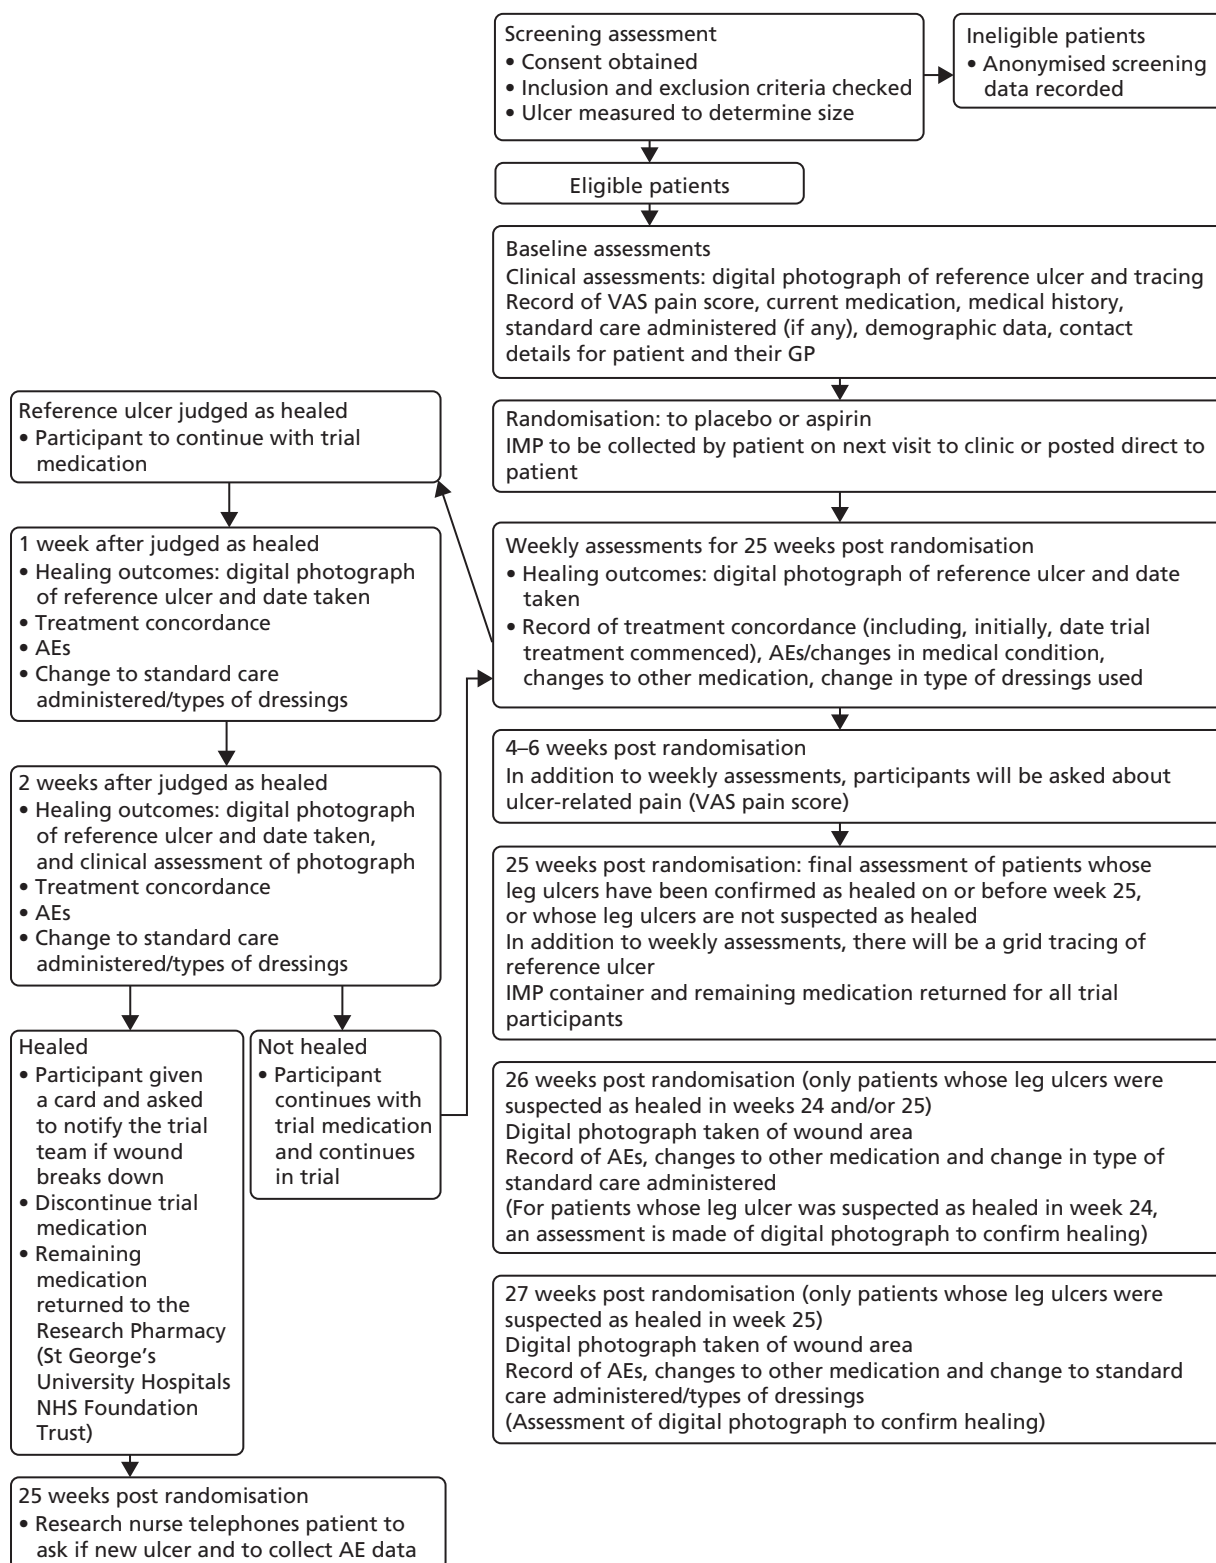 Screening assessment
• Consent obtained
• Inclusion and exclusion criteria checked
• Ulcer measured to determine size
Ineligible patients
• Anonymised screening
data recorded
Eligible patients
Baseline assessments
Clinical assessments: digital photograph of reference ulcer and tracing
Record of VAS pain score, current medication, medical history,
standard care administered (if any), demographic data, contact
details for patient and their GP
Randomisation: to placebo or aspirin
IMP to be collected by patient on next visit to clinic or posted direct to
patient
Weekly assessments for 25 weeks post randomisation
• Healing outcomes: digital photograph of reference ulcer and date
taken
• Record of treatment concordance (including, initially, date trial
treatment commenced), AEs/changes in medical condition,
changes to other medication, change in type of dressings used
4–6 weeks post randomisation
In addition to weekly assessments, participants will be asked about
ulcer-related pain (VAS pain score)
25 weeks post randomisation: final assessment of patients whose
leg ulcers have been confirmed as healed on or before week 25,
or whose leg ulcers are not suspected as healed
In addition to weekly assessments, there will be a grid tracing of
reference ulcer
IMP container and remaining medication returned for all trial
participants
26 weeks post randomisation (only patients whose leg ulcers were
suspected as healed in weeks 24 and/or 25)
Digital photograph taken of wound area
Record of AEs, changes to other medication and change in type of
standard care administered
(For patients whose leg ulcer was suspected as healed in week 24,
an assessment is made of digital photograph to confirm healing)
27 weeks post randomisation (only patients whose leg ulcers were
suspected as healed in week 25)
Digital photograph taken of wound area
Record of AEs, changes to other medication and change to standard
care administered/types of dressings
(Assessment of digital photograph to confirm healing)
Reference ulcer judged as healed
• Participant to continue with trial
medication
1 week after judged as healed
• Healing outcomes: digital photograph
of reference ulcer and date taken
• Treatment concordance
• AEs
• Change to standard care
administered/types of dressings
2 weeks after judged as healed
• Healing outcomes: digital photograph
of reference ulcer and date taken,
and clinical assessment of photograph
• Treatment concordance
• AEs
• Change to standard care
administered/types of dressings
Healed
• Participant given
a card and asked
to notify the trial
team if wound
breaks down
• Discontinue trial
medication
• Remaining
medication
returned to the
Research Pharmacy
(St George’s
University Hospitals
NHS Foundation
Trust)
Not healed
• Participant
continues with
trial medication
and continues
in trial
25 weeks post randomisation
• Research nurse telephones patient to
ask if new ulcer and to collect AE data